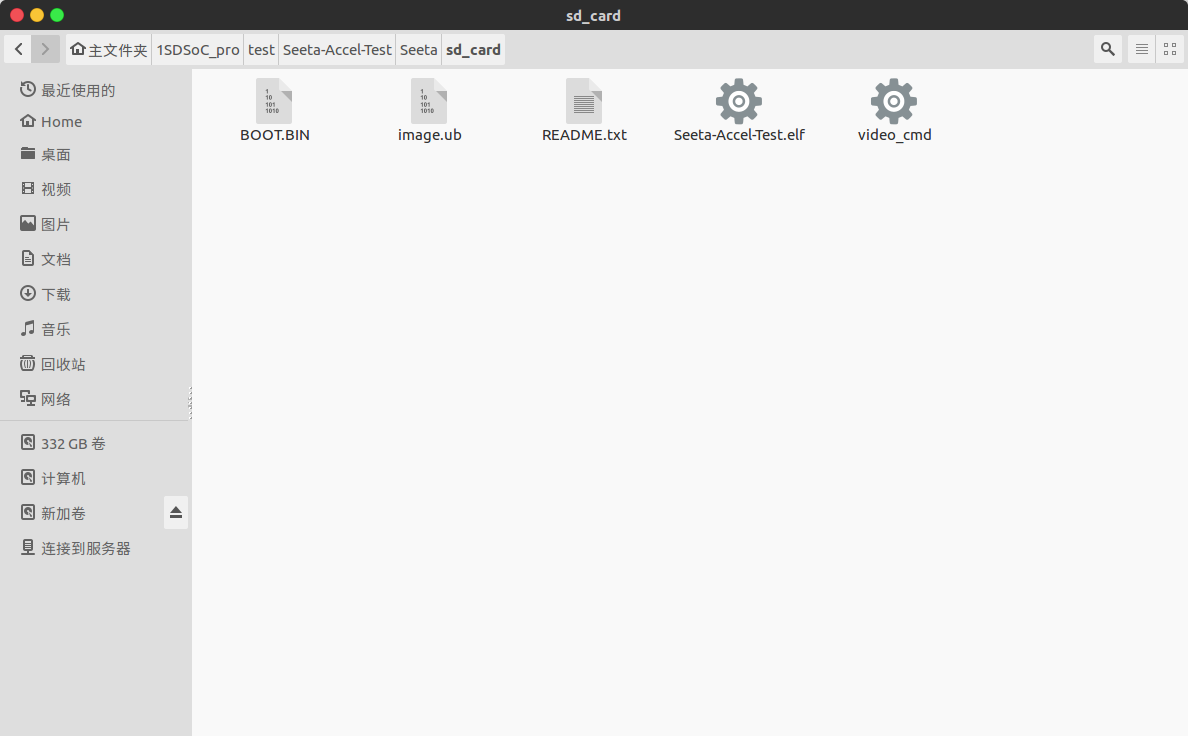 sd_card
主文件夹 1SDSoC_pro test Seeta-Accel-Test Seeta sd_card
最近使用的
Home
桌面
视频
图片
文档
下载
音乐
回收站
网络
332 GB 卷
计算机
新加卷
连接到服务器
1 10 101 1010 1 10 101 1010
BOOT.BIN image.ub README.txt Seeta-Accel-Test.elf video_cmd